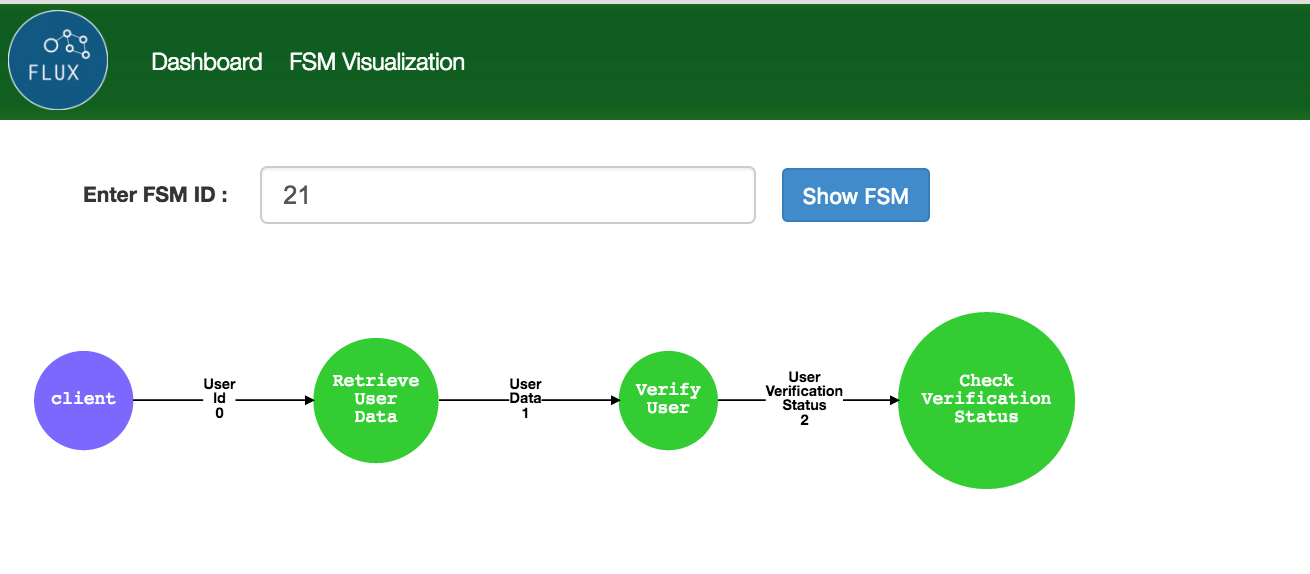 FLUX
Dashboard FSM Visualization
Enter FSM ID :
21
Show FSM
client
User
Id
0
Retrieve
User
Data
User
Data
1
Verify
User
User
Verification
Status
2
Check
Verification
Status